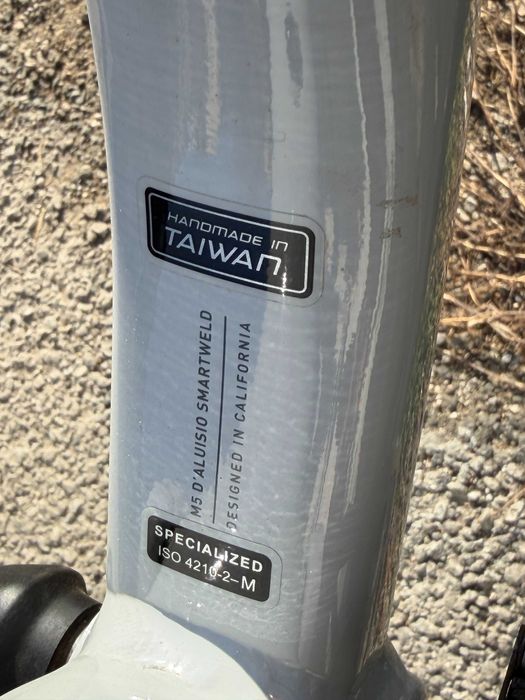 HANDMADE IN
TAIWAN
M5 D'ALUISIO SMARTWELD
DESIGNED IN CALIFORNIA
SPECIALIZED
ISO 4210-2-M